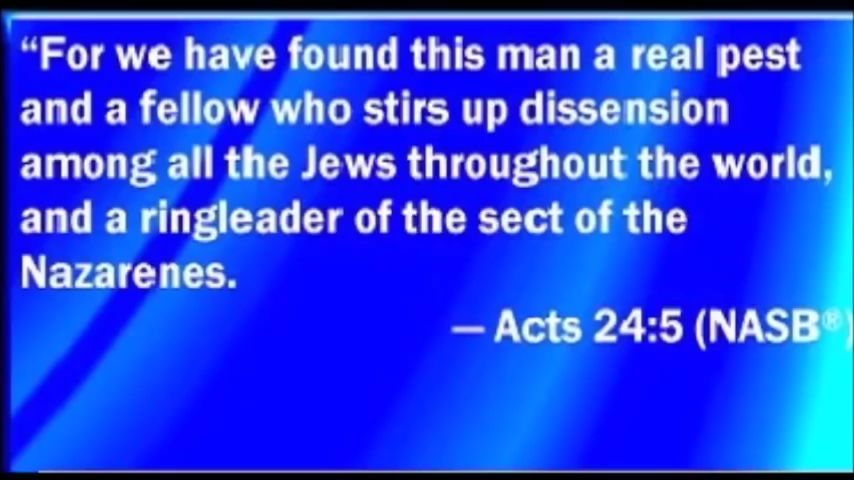 “For we have found this man a real pest
and a fellow who stirs up dissension
among all the Jews throughout the world,
and a ringleader of the sect of the
Nazarenes.
— Acts 24:5 (NASB®)